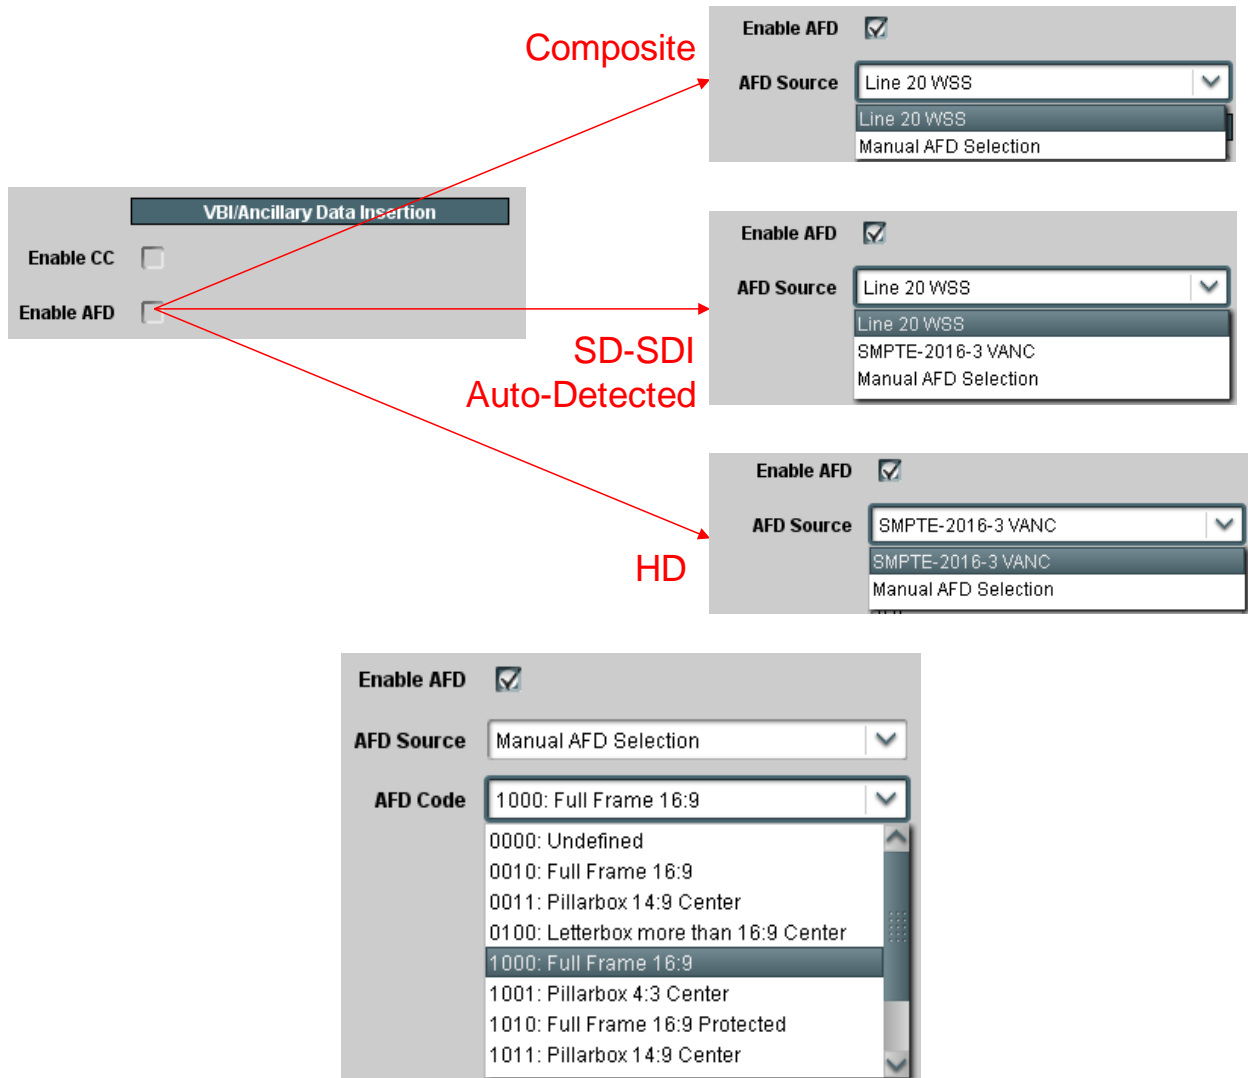 Composite
Enable AFD
AFD Source Line 20 WSS
Line 20 WSS
Manual AFD Selection
VBI/Ancillary Data Insertion
Enable CC
Enable AFD
SD-SDI
Auto-Detected
Enable AFD
AFD Source Line 20 WSS
Line 20 WSS
SMPTE-2016-3 VANC
Manual AFD Selection
HD
Enable AFD
AFD Source SMPTE-2016-3 VANC
SMPTE-2016-3 VANC
Manual AFD Selection
Enable AFD
AFD Source Manual AFD Selection
AFD Code 1000: Full Frame 16:9
0000: Undefined
0010: Full Frame 16:9
0011: Pillarbox 14:9 Center
0100: Letterbox more than 16:9 Center
1000: Full Frame 16:9
1001: Pillarbox 4:3 Center
1010: Full Frame 16:9 Protected
1011: Pillarbox 14:9 Center